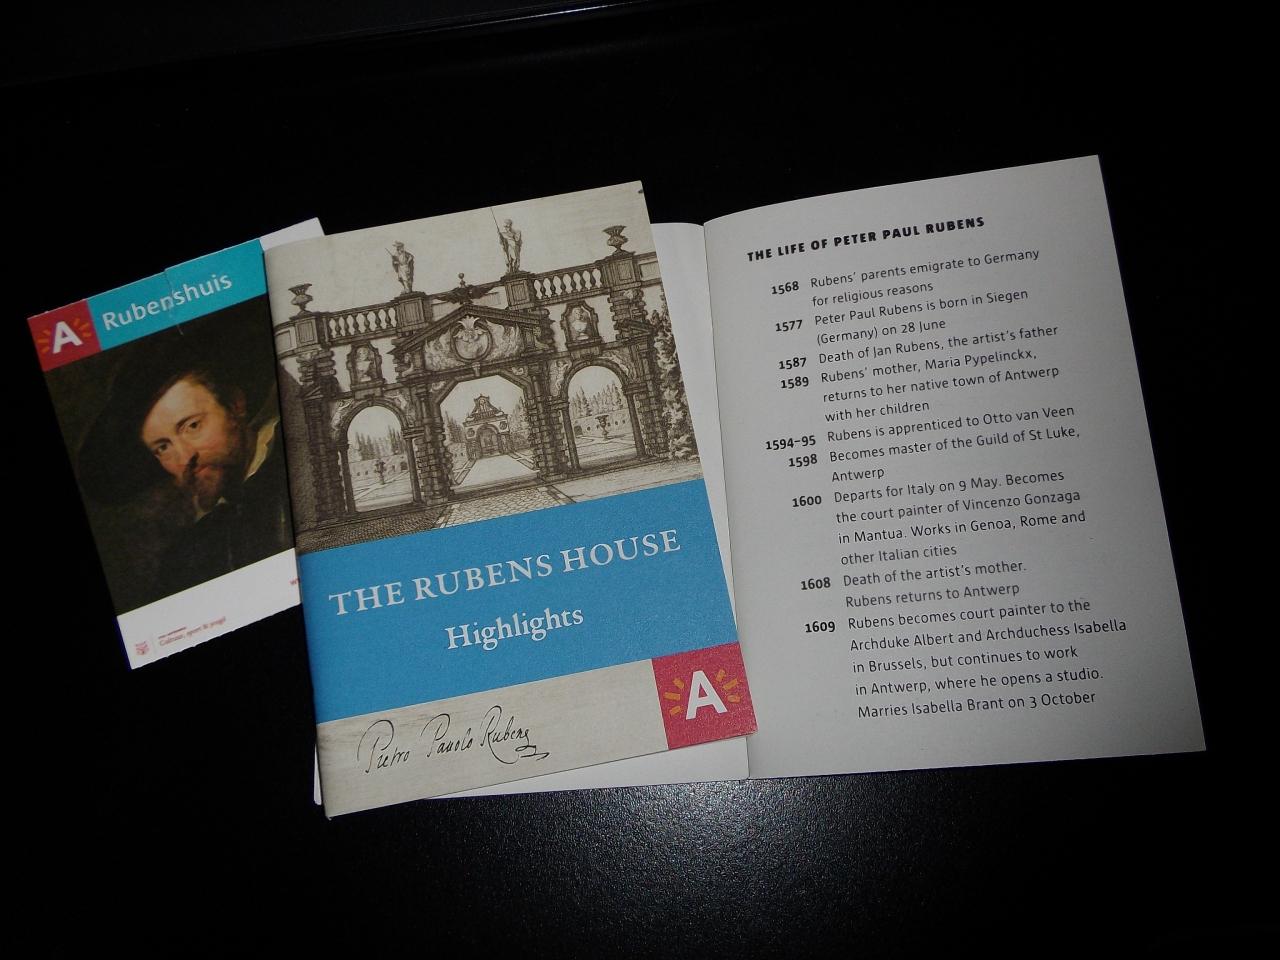 A
Rubenshuis
Cultuur, sport & jeugd
THE RUBENS HOUSE
Highlights
Pietro Pauolo Rubens
A
THE LIFE OF PETER PAUL RUBENS
1568 Rubens' parents emigrate to Germany
for religious reasons
1577 Peter Paul Rubens is born in Siegen
(Germany) on 28 June
1587 Death of Jan Rubens, the artist's father
1589 Rubens' mother, Maria Pypelinckx,
returns to her native town of Antwerp
with her children
1594–95 Rubens is apprenticed to Otto van Veen
1598 Becomes master of the Guild of St Luke,
Antwerp
1600 Departs for Italy on 9 May. Becomes
the court painter of Vincenzo Gonzaga
in Mantua. Works in Genoa, Rome and
other Italian cities
1608 Death of the artist's mother.
Rubens returns to Antwerp
1609 Rubens becomes court painter to the
Archduke Albert and Archduchess Isabella
in Brussels, but continues to work
in Antwerp, where he opens a studio.
Marries Isabella Brant on 3 October